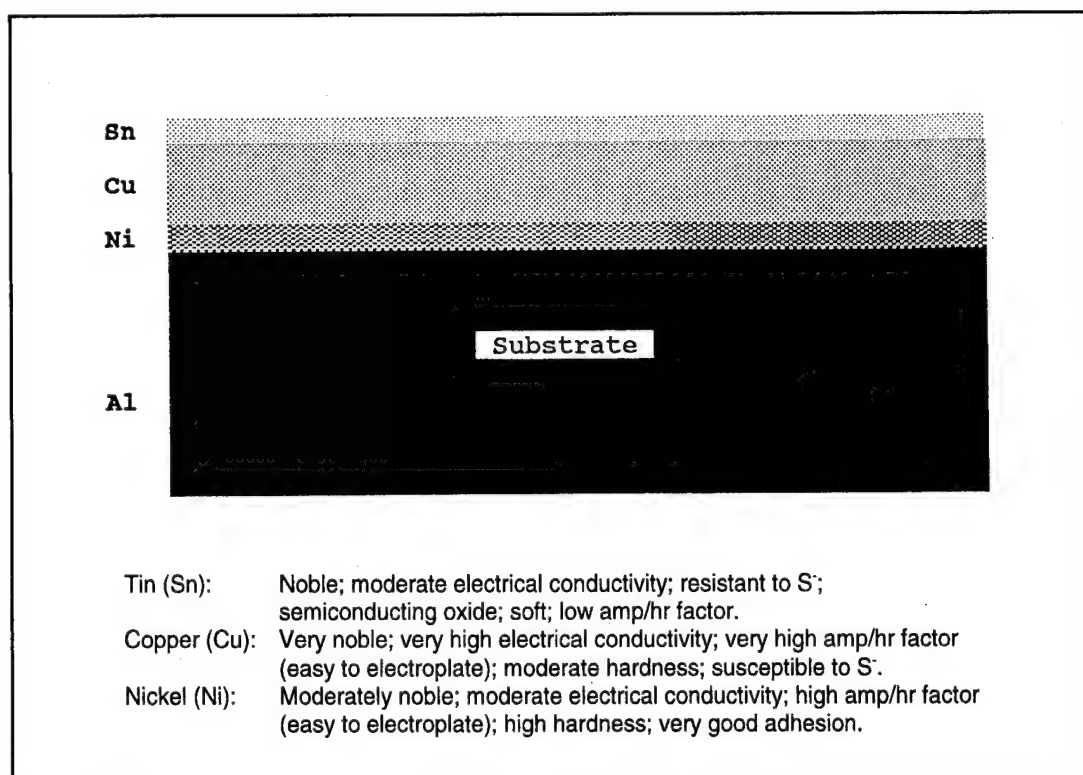 Sn
Cu
Ni
Substrate
Al
Tin (Sn): Noble; moderate electrical conductivity; resistant to S⁻;
semiconducting oxide; soft; low amp/hr factor.
Copper (Cu): Very noble; very high electrical conductivity; very high amp/hr factor
(easy to electroplate); moderate hardness; susceptible to S⁻.
Nickel (Ni): Moderately noble; moderate electrical conductivity; high amp/hr factor
(easy to electroplate); high hardness; very good adhesion.